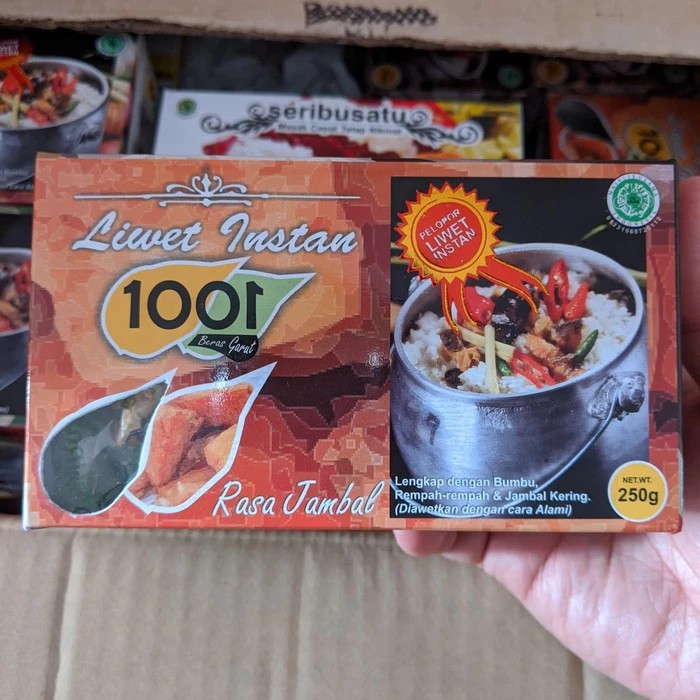 séribusatu
Liwet Instan
1001
Beras Garut
Rasa Jambal
PELOPOR
LIWET
INSTAN
Lengkap dengan Bumbu,
Rempah-rempah & Jambal Kering.
(Diawetkan dengan cara Alami)
NET.WT.
250g